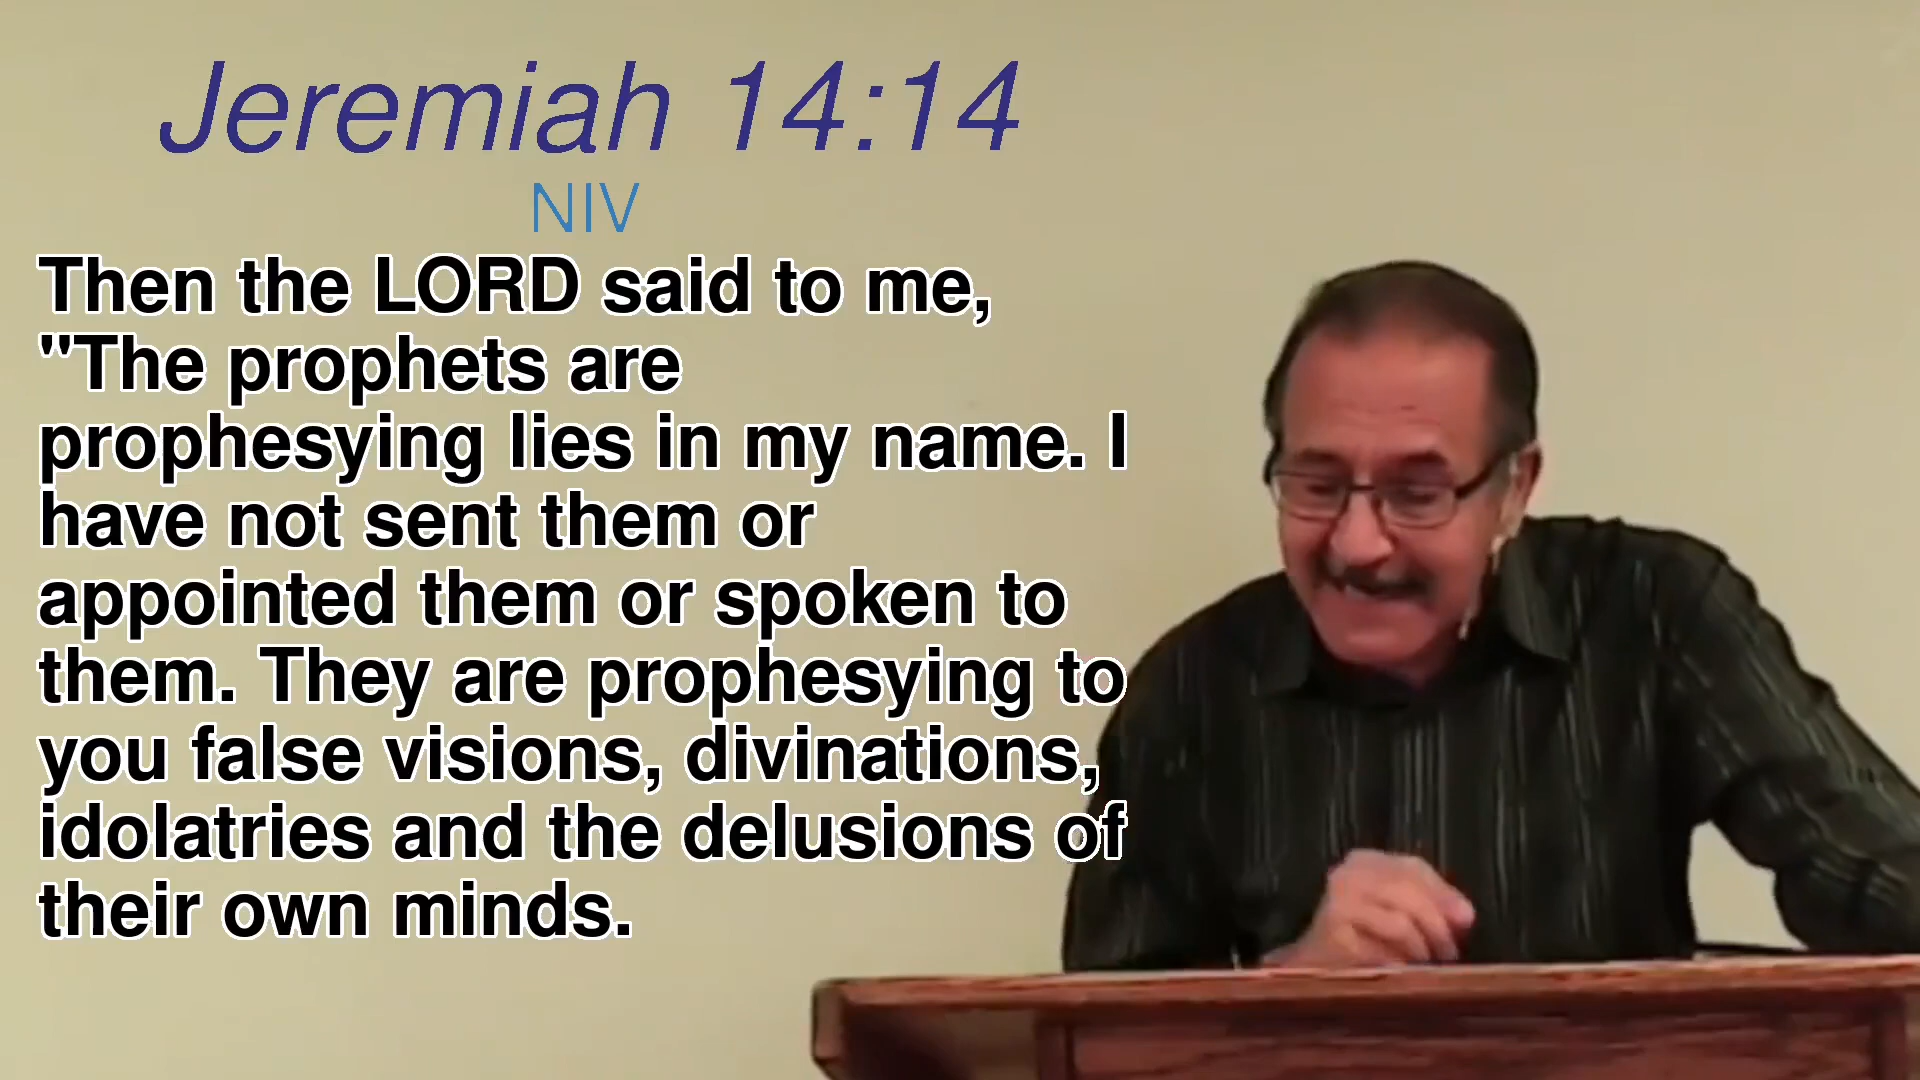 Jeremiah 14:14
NIV
Then the LORD said to me,
"The prophets are
prophesying lies in my name. I
have not sent them or
appointed them or spoken to
them. They are prophesying to
you false visions, divinations,
idolatries and the delusions of
their own minds.